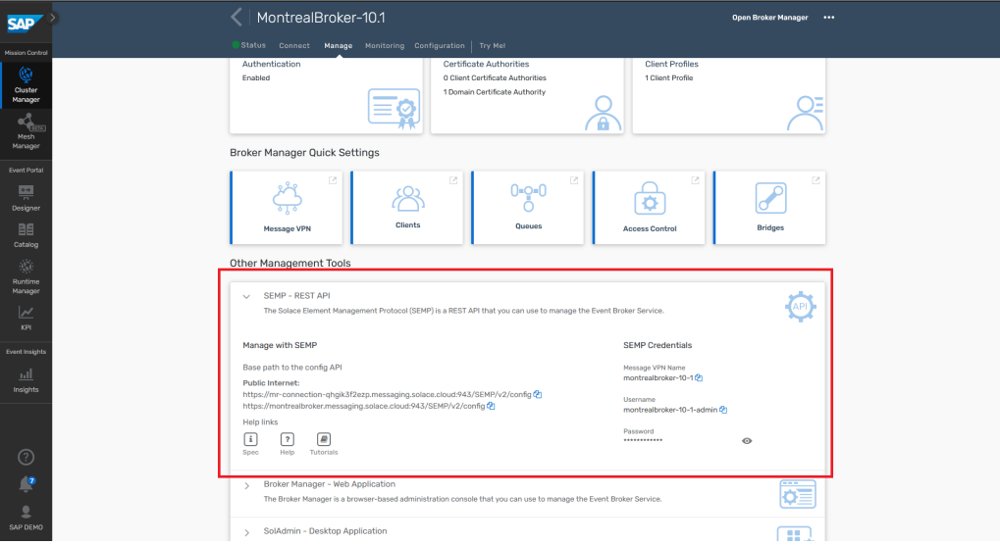 SAP
MontrealBroker-10.1
Open Broker Manager
Status
Connect
Manage
Monitoring
Configuration
Try Me!
Mission Control
Cluster
Manager
BETA
Mesh
Manager
Event Portal
Designer
Catalog
Runtime
Manager
KPI
Event Insights
Insights
?
7
SAP DEMO
Authentication
Enabled
Certificate Authorities
0 Client Certificate Authorities
1 Domain Certificate Authority
Client Profiles
1 Client Profile
Broker Manager Quick Settings
Message VPN
Clients
Queues
Access Control
Bridges
Other Management Tools
SEMP - REST API
The Solace Element Management Protocol (SEMP) is a REST API that you can use to manage the Event Broker Service.
API
Manage with SEMP
Base path to the config API
Public Internet:
https://mr-connection-qhgik3f2ezp.messaging.solace.cloud:943/SEMP/v2/config
https://montrealbroker.messaging.solace.cloud:943/SEMP/v2/config
Help links
i
?
Spec
Help
Tutorials
SEMP Credentials
Message VPN Name
montrealbroker-10-1
Username
montrealbroker-10-1-admin
Password
************
Broker Manager - Web Application
The Broker Manager is a browser-based administration console that you can use to manage the Event Broker Service.
SolAdmin - Desktop Application